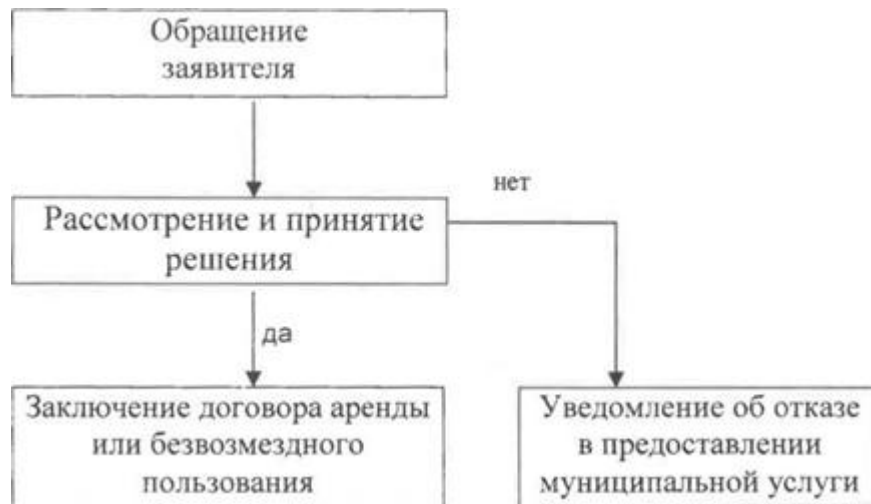 Обращение
заявителя
нет
Рассмотрение и принятие
решения
да
Заключение договора аренды
или безвозмездного
пользования
Уведомление об отказе
в предоставлении
муниципальной услуги